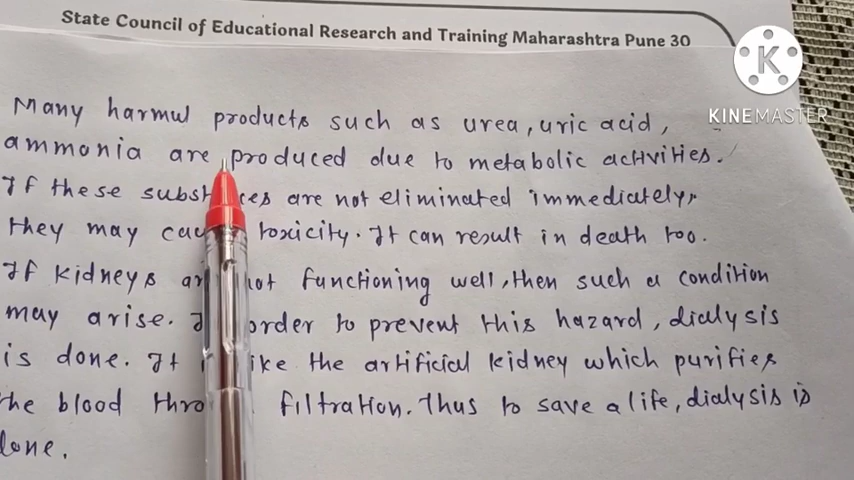 State Council of Educational Research and Training Maharashtra Pune 30
K
KINEMASTER
Many harmul products such as urea, uric acid,
ammonia are produced due to metabolic activities.
If these subst ces are not eliminated immediately,
they may cau toxicity. It can result in death too.
If kidneys ar not functioning well, then such a condition
may arise. I order to prevent this hazard, dialysis
is done. It i ike the artificial kidney which purifies
the blood thro filtration. Thus to save a life, dialysis is
done.